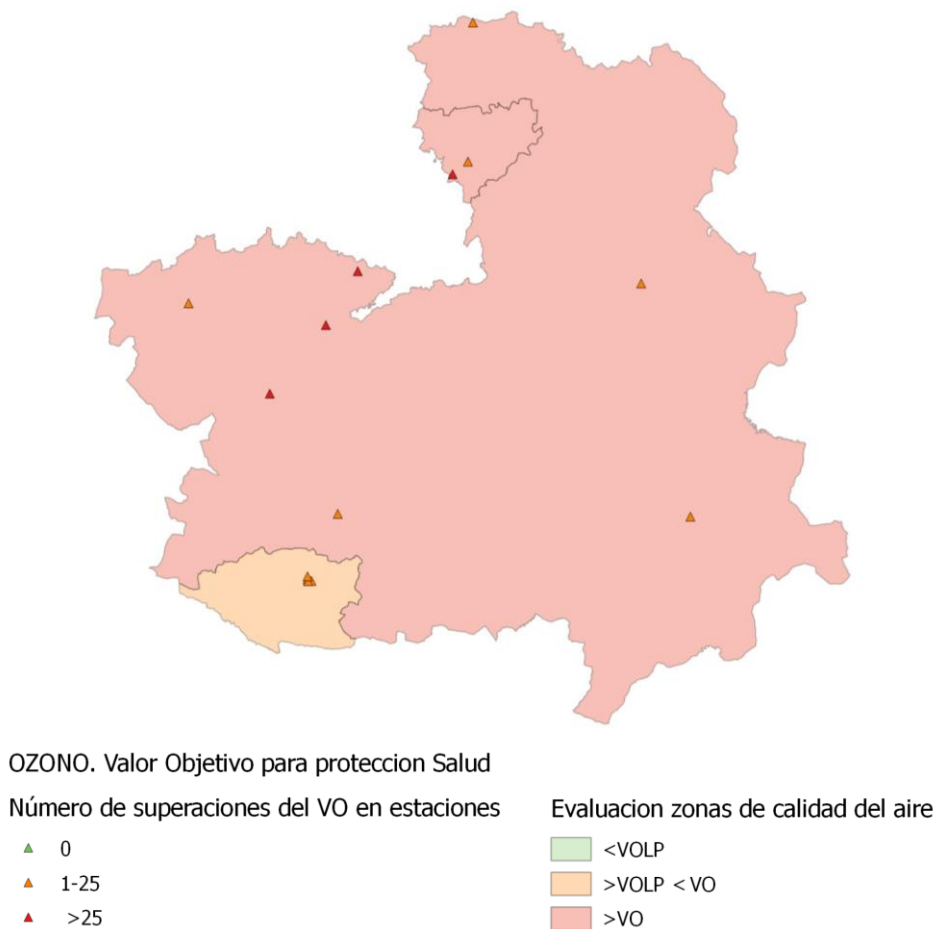 OZONO. Valor Objetivo para proteccion Salud
Número de superaciones del VO en estaciones
0
1-25
>25
Evaluacion zonas de calidad del aire
<VOLP
>VOLP < VO
>VO